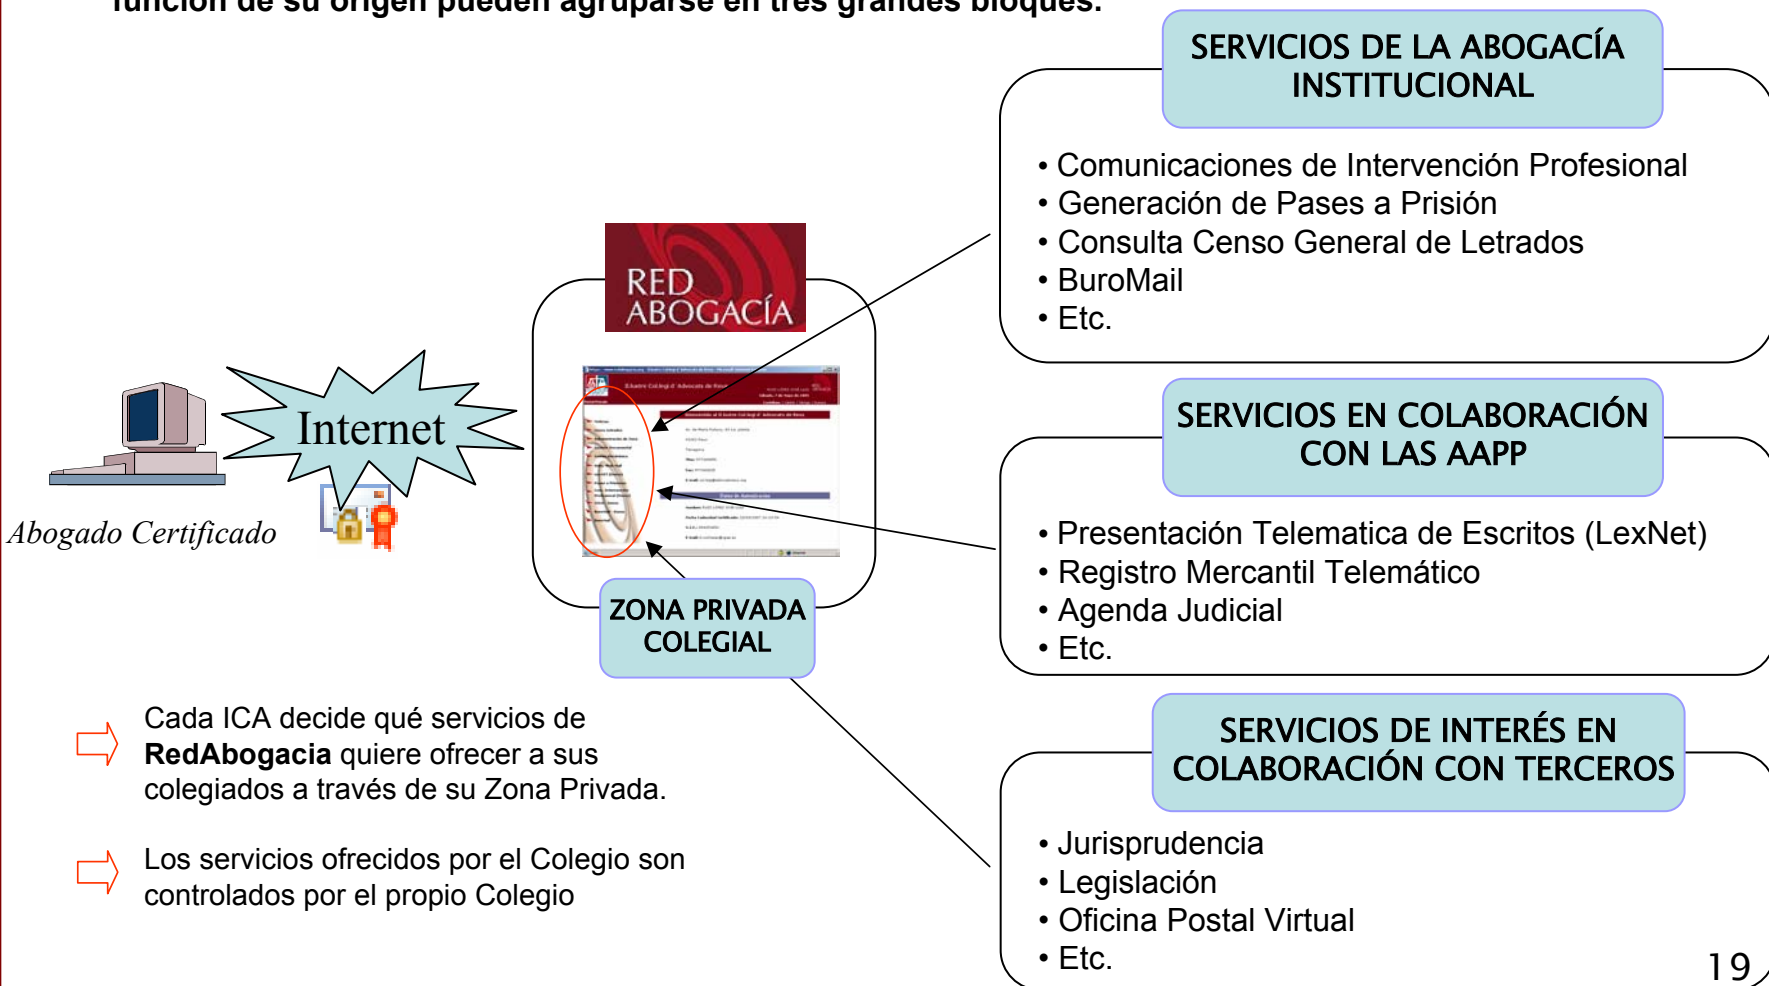 función de su origen pueden agruparse en tres grandes bloques:
SERVICIOS DE LA ABOGACÍA
INSTITUCIONAL
• Comunicaciones de Intervención Profesional
• Generación de Pases a Prisión
• Consulta Censo General de Letrados
• BuroMail
• Etc.
RED
ABOGACÍA
Internet
Abogado Certificado
ZONA PRIVADA
COLEGIAL
SERVICIOS EN COLABORACIÓN
CON LAS AAPP
• Presentación Telematica de Escritos (LexNet)
• Registro Mercantil Telemático
• Agenda Judicial
• Etc.
Cada ICA decide qué servicios de
RedAbogacia quiere ofrecer a sus
colegiados a través de su Zona Privada.
Los servicios ofrecidos por el Colegio son
controlados por el propio Colegio
SERVICIOS DE INTERÉS EN
COLABORACIÓN CON TERCEROS
• Jurisprudencia
• Legislación
• Oficina Postal Virtual
• Etc.
19